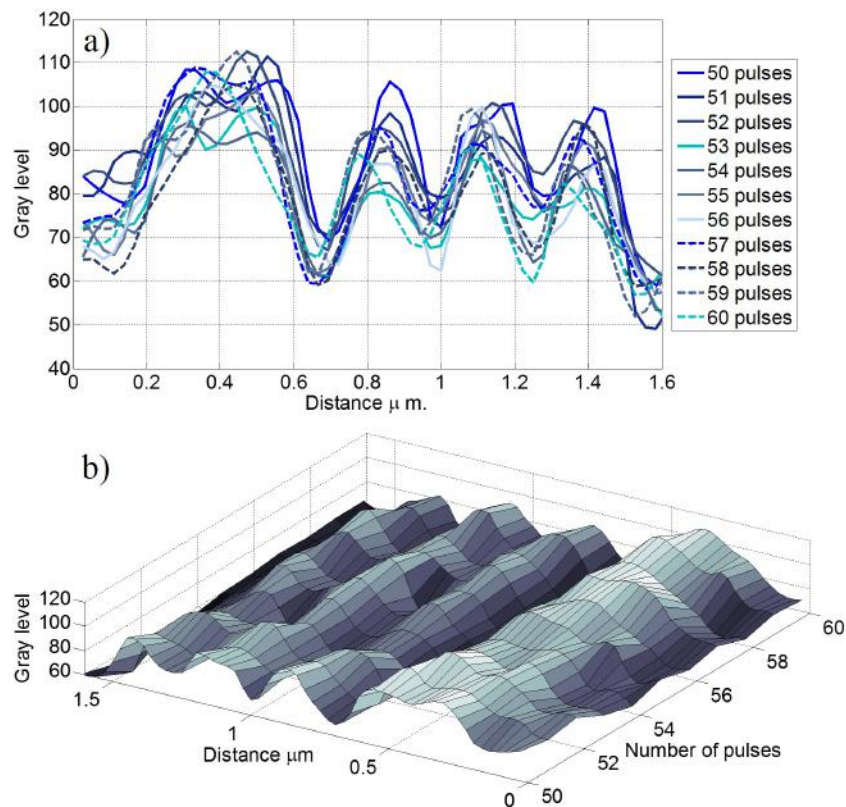 a)
120
110
100
90
80
70
60
50
40
Gray level
0 0.2 0.4 0.6 0.8 1 1.2 1.4 1.6
Distance μ m.
50 pulses
51 pulses
52 pulses
53 pulses
54 pulses
55 pulses
56 pulses
57 pulses
58 pulses
59 pulses
60 pulses
b)
120
100
80
60
Gray level
1.5
1
0.5
0
Distance μm
50
52
54
56
58
60
Number of pulses